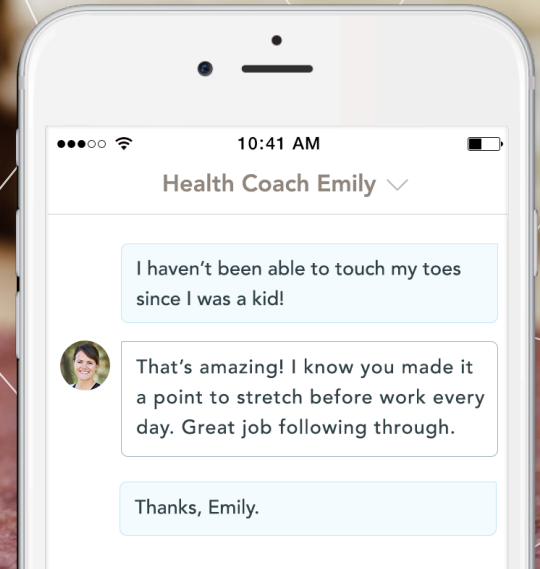 10:41 AM
Health Coach Emily
I haven’t been able to touch my toes
since I was a kid!
That’s amazing! I know you made it
a point to stretch before work every
day. Great job following through.
Thanks, Emily.